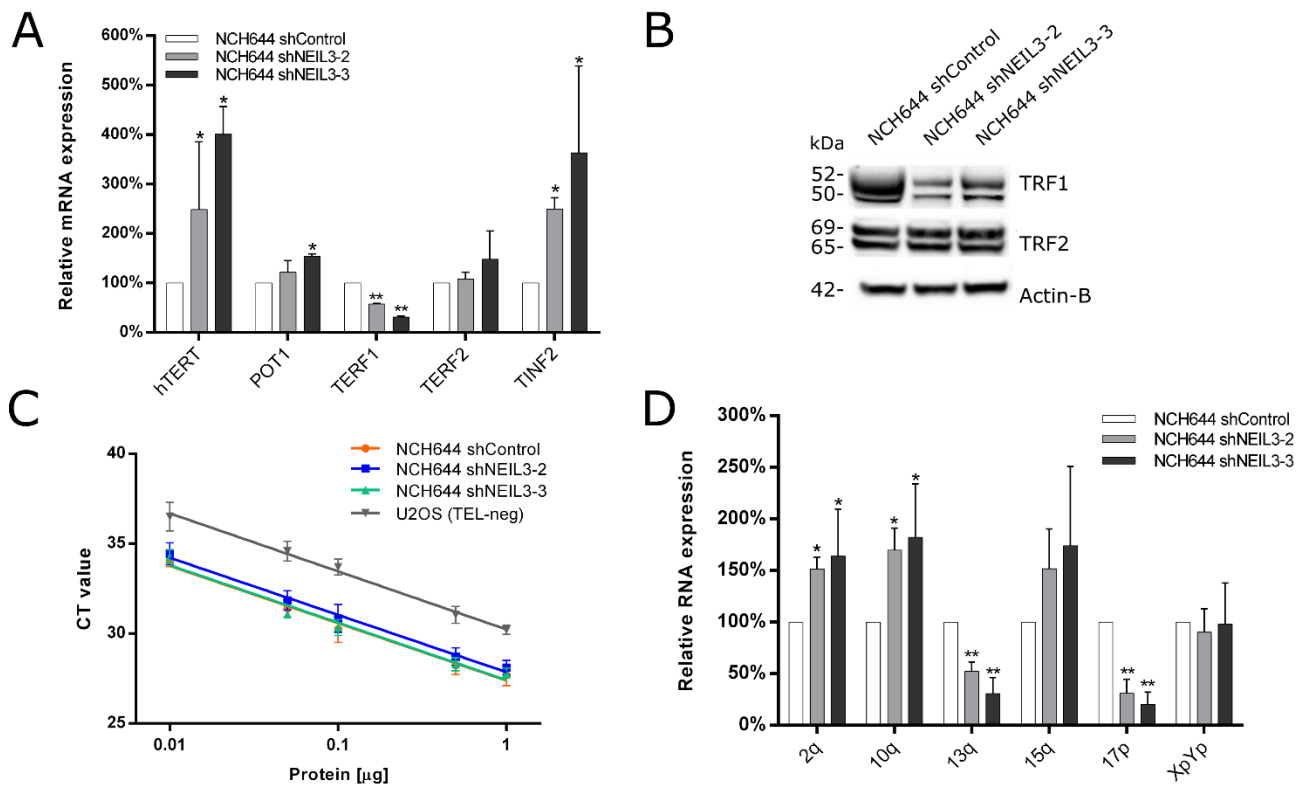 A
Relative mRNA expression
600%
500%
400%
300%
200%
100%
0%
NCH644 shControl
NCH644 shNEIL3-2
NCH644 shNEIL3-3
*
*
*
**
**
*
*
hTERT
POT1
TERF1
TERF2
TINF2
B
NCH644 shControl
NCH644 shNEIL3-2
NCH644 shNEIL3-3
kDa
52-
50-
TRF1
69-
65-
TRF2
42-
Actin-B
C
CT value
40
35
30
25
NCH644 shControl
NCH644 shNEIL3-2
NCH644 shNEIL3-3
U2OS (TEL-neg)
0.01
0.1
1
Protein [µg]
D
Relative RNA expression
300%
250%
200%
150%
100%
50%
0%
NCH644 shControl
NCH644 shNEIL3-2
NCH644 shNEIL3-3
*
*
*
*
**
**
**
**
2q
10q
13q
15q
17p
XpYp